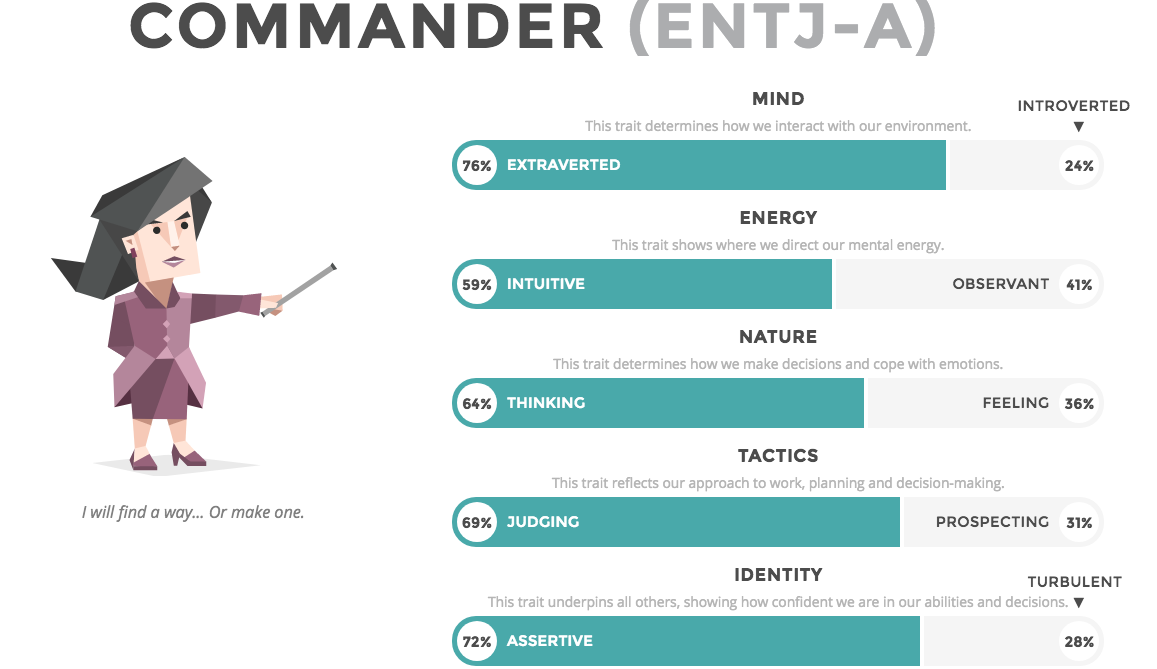 COMMANDER (ENTJ-A)
MIND
INTROVERTED
This trait determines how we interact with our environment.
76% EXTRAVERTED 24%
ENERGY
This trait shows where we direct our mental energy.
59% INTUITIVE OBSERVANT 41%
NATURE
This trait determines how we make decisions and cope with emotions.
64% THINKING FEELING 36%
TACTICS
This trait reflects our approach to work, planning and decision-making.
69% JUDGING PROSPECTING 31%
I will find a way... Or make one.
IDENTITY
TURBULENT
This trait underpins all others, showing how confident we are in our abilities and decisions.
72% ASSERTIVE 28%